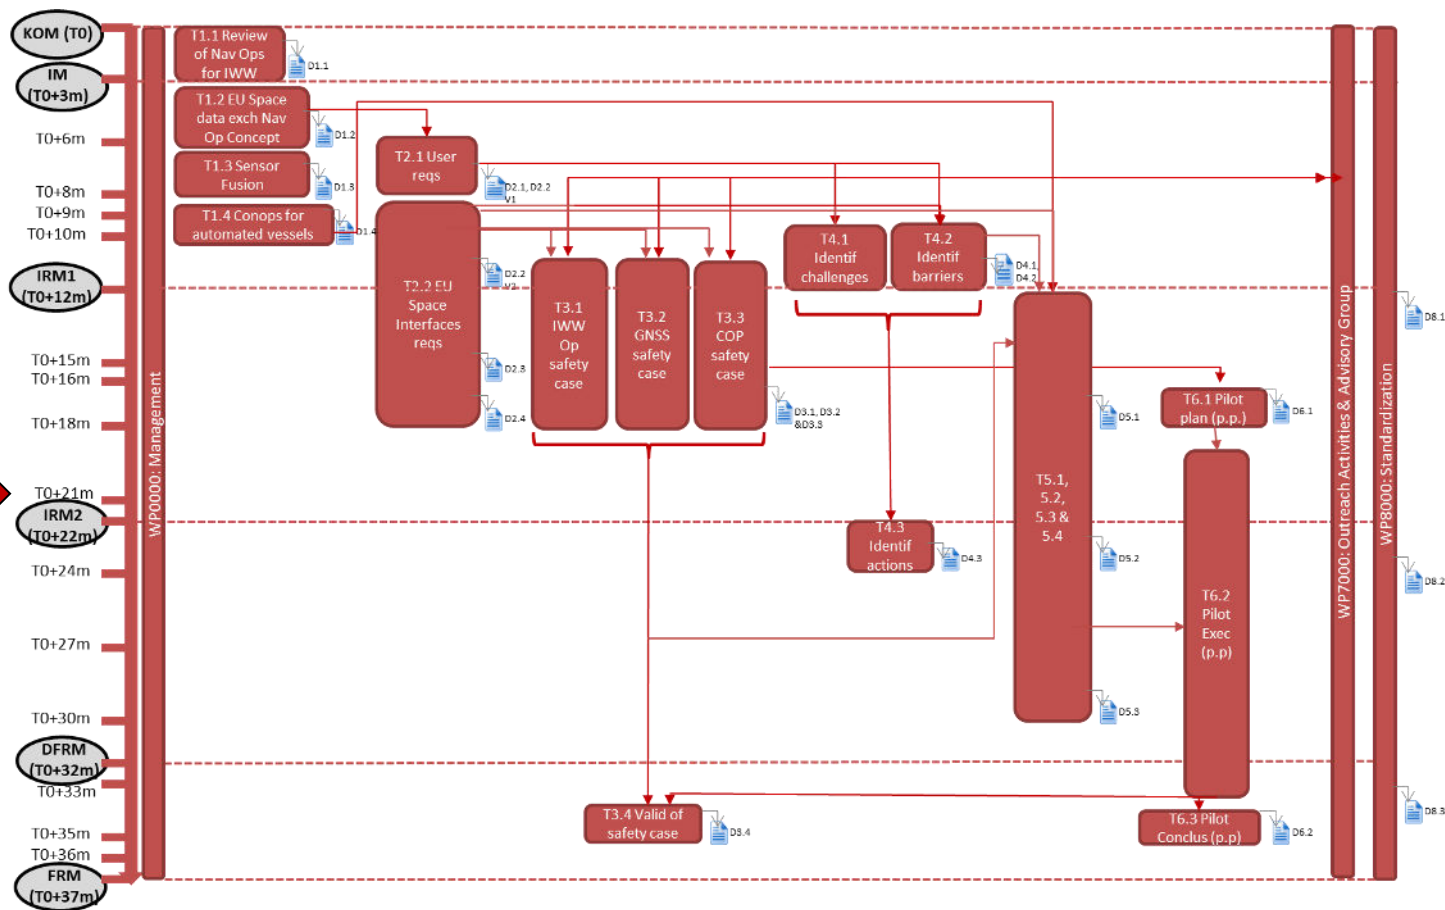 KOM (T0)
IM
(T0+3m)
T0+6m
T0+8m
T0+9m
T0+10m
IRM1
(T0+12m)
T0+15m
T0+16m
T0+18m
T0+21m
IRM2
(T0+22m)
T0+24m
T0+27m
T0+30m
DFRM
(T0+32m)
T0+33m
T0+35m
T0+36m
FRM
(T0+37m)
WP0000: Management
T1.1 Review
of Nav Ops
for IWW
D1.1
T1.2 EU Space
data exch Nav
Op Concept
D1.2
T1.3 Sensor
Fusion
D1.3
T1.4 Conops for
automated vessels
D1.4
T2.1 User
reqs
D2.1, D2.2
V1
T2.2 EU
Space
Interfaces
reqs
D2.2
V2
D2.3
D2.4
T3.1
IWW
Op
safety
case
T3.2
GNSS
safety
case
T3.3
COP
safety
case
D3.1, D3.2
&D3.3
T4.1
Identif
challenges
T4.2
Identif
barriers
D4.1,
D4.2
T4.3
Identif
actions
D4.3
T5.1,
5.2,
5.3 &
5.4
D5.1
D5.2
D5.3
T6.1 Pilot
plan (p.p.)
D6.1
T6.2
Pilot
Exec
(p.p)
T3.4 Valid of
safety case
D3.4
T6.3 Pilot
Conclus (p.p)
D6.2
WP7000: Outreach Activities & Advisory Group
WP8000: Standardization
D8.1
D8.2
D8.3